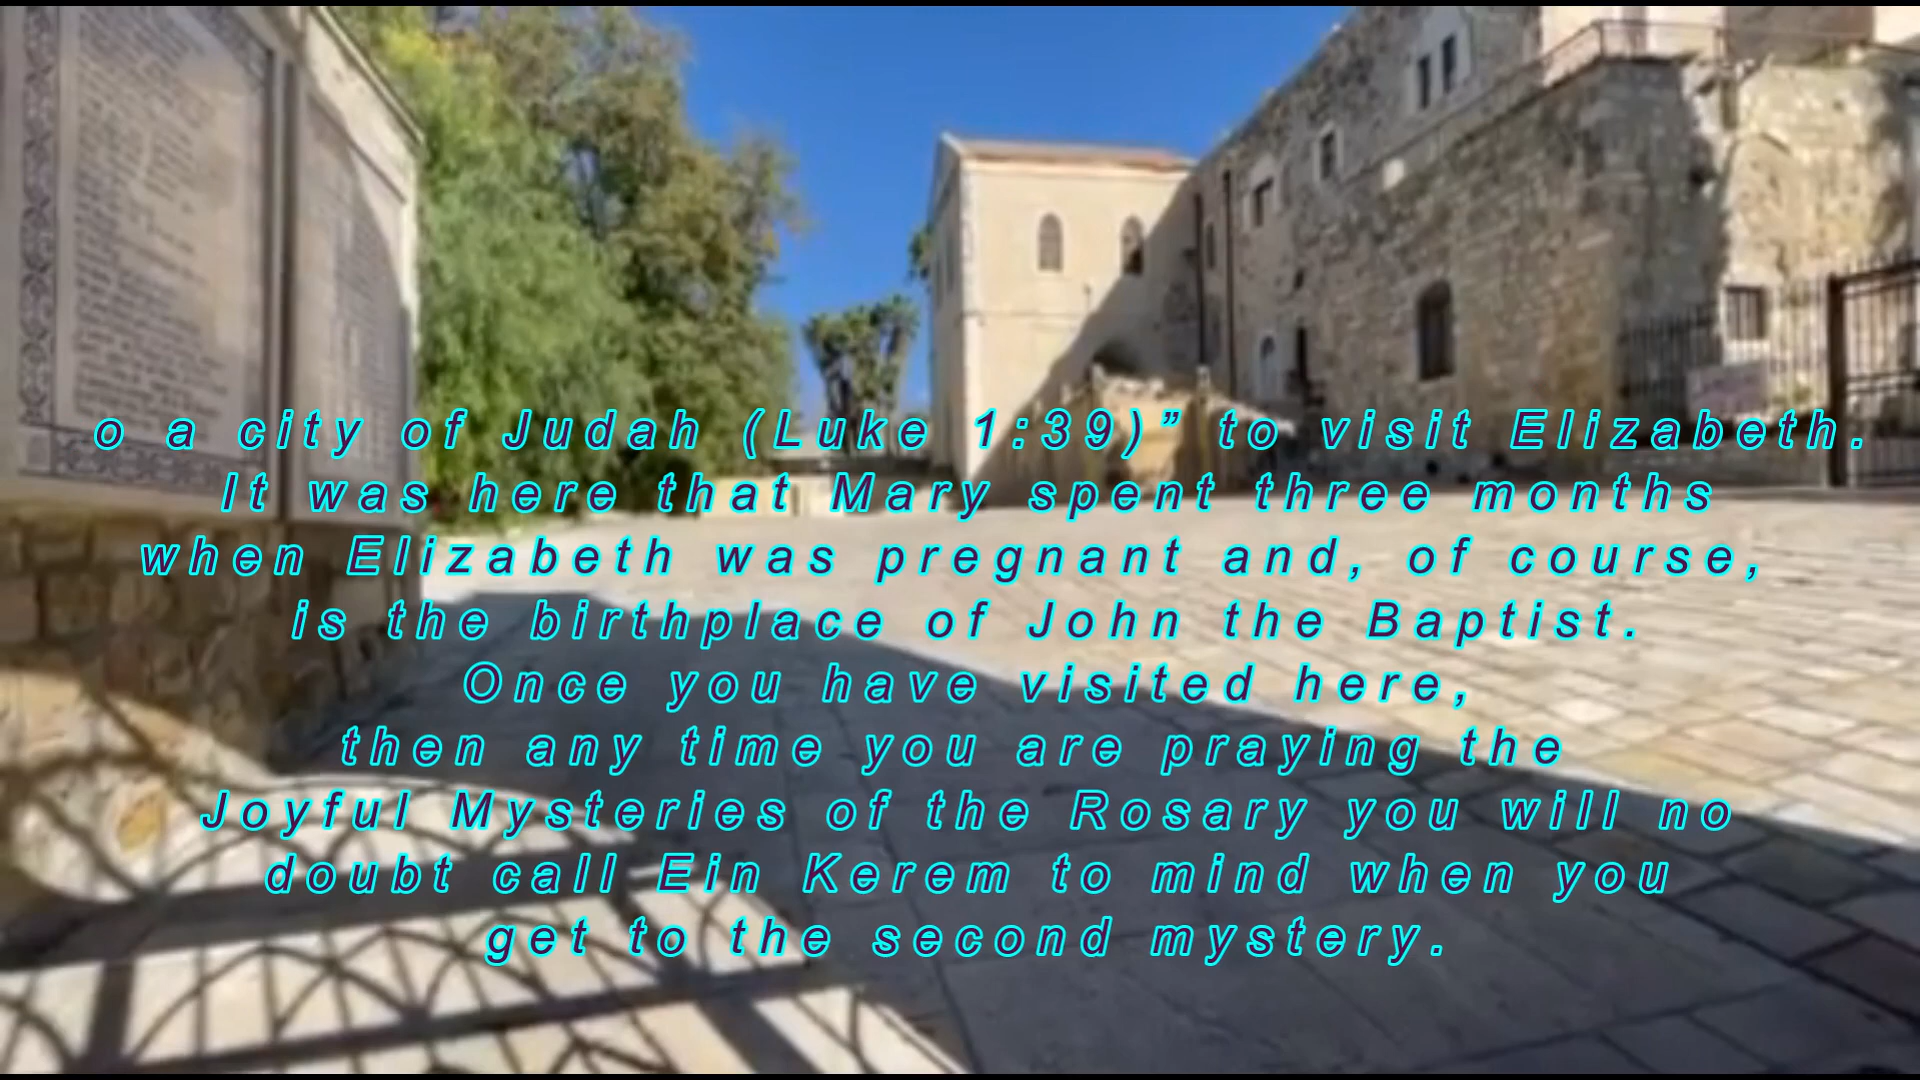 o a city of Judah (Luke 1:39)” to visit Elizabeth.
It was here that Mary spent three months
when Elizabeth was pregnant and, of course,
is the birthplace of John the Baptist.
Once you have visited here,
then any time you are praying the
Joyful Mysteries of the Rosary you will no
doubt call Ein Kerem to mind when you
get to the second mystery.